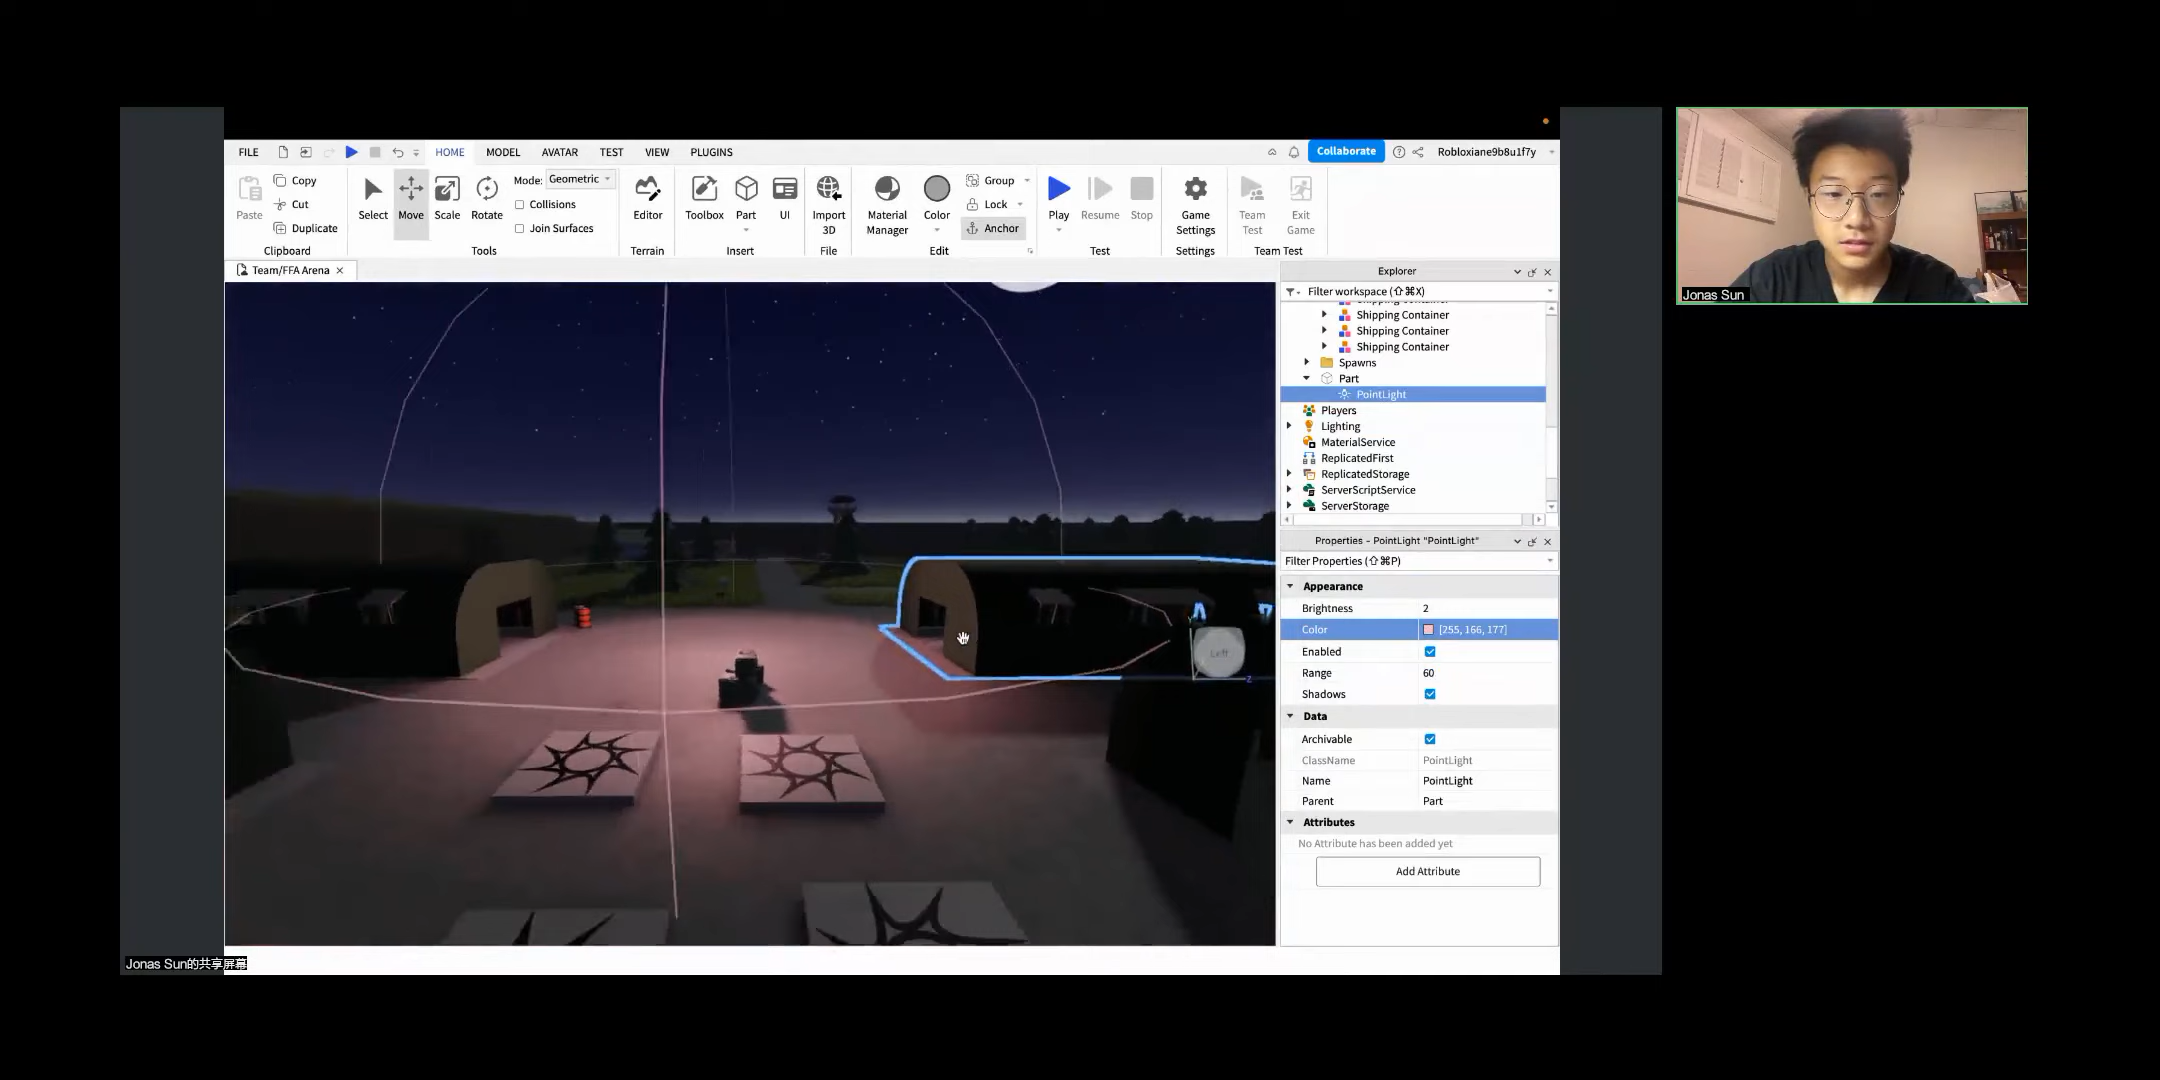 FILE
HOME
MODEL
AVATAR
TEST
VIEW
PLUGINS
Collaborate
Robloxiane9b8u1f7y
Paste
Copy
Cut
Duplicate
Clipboard
Select
Move
Scale
Rotate
Mode: Geometric
Collisions
Join Surfaces
Tools
Editor
Terrain
Toolbox
Part
UI
Insert
Import
3D
File
Material
Manager
Color
Group
Lock
Anchor
Edit
Play
Resume
Stop
Test
Game
Settings
Settings
Team
Test
Exit
Game
Team Test
Team/FFA Arena
Left
Z
Explorer
Filter workspace (⇧⌘X)
Shipping Container
Shipping Container
Shipping Container
Shipping Container
Spawns
Part
PointLight
Players
Lighting
MaterialService
ReplicatedFirst
ReplicatedStorage
ServerScriptService
ServerStorage
Properties - PointLight "PointLight"
Filter Properties (⇧⌘P)
Appearance
Brightness 2
Color [255, 166, 177]
Enabled
Range 60
Shadows
Data
Archivable
ClassName PointLight
Name PointLight
Parent Part
Attributes
No Attribute has been added yet
Add Attribute
Jonas Sun
Jonas Sun的共享屏幕